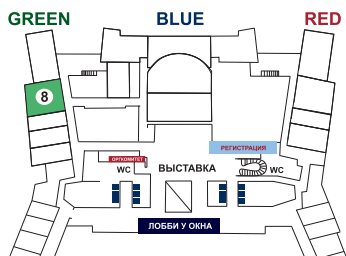 GREEN BLUE RED
8
РЕГИСТРАЦИЯ
ОРГКОМИТЕТ
WC ВЫСТАВКА WC
ЛОББИ У ОКНА